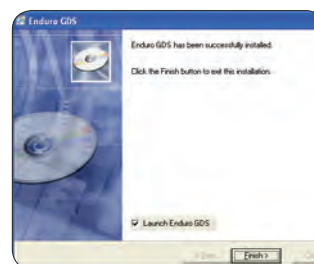 Enduro GDS
Enduro GDS has been successfully installed.
Click the Finish button to exit this installation.
Launch Enduro GDS
Finish >